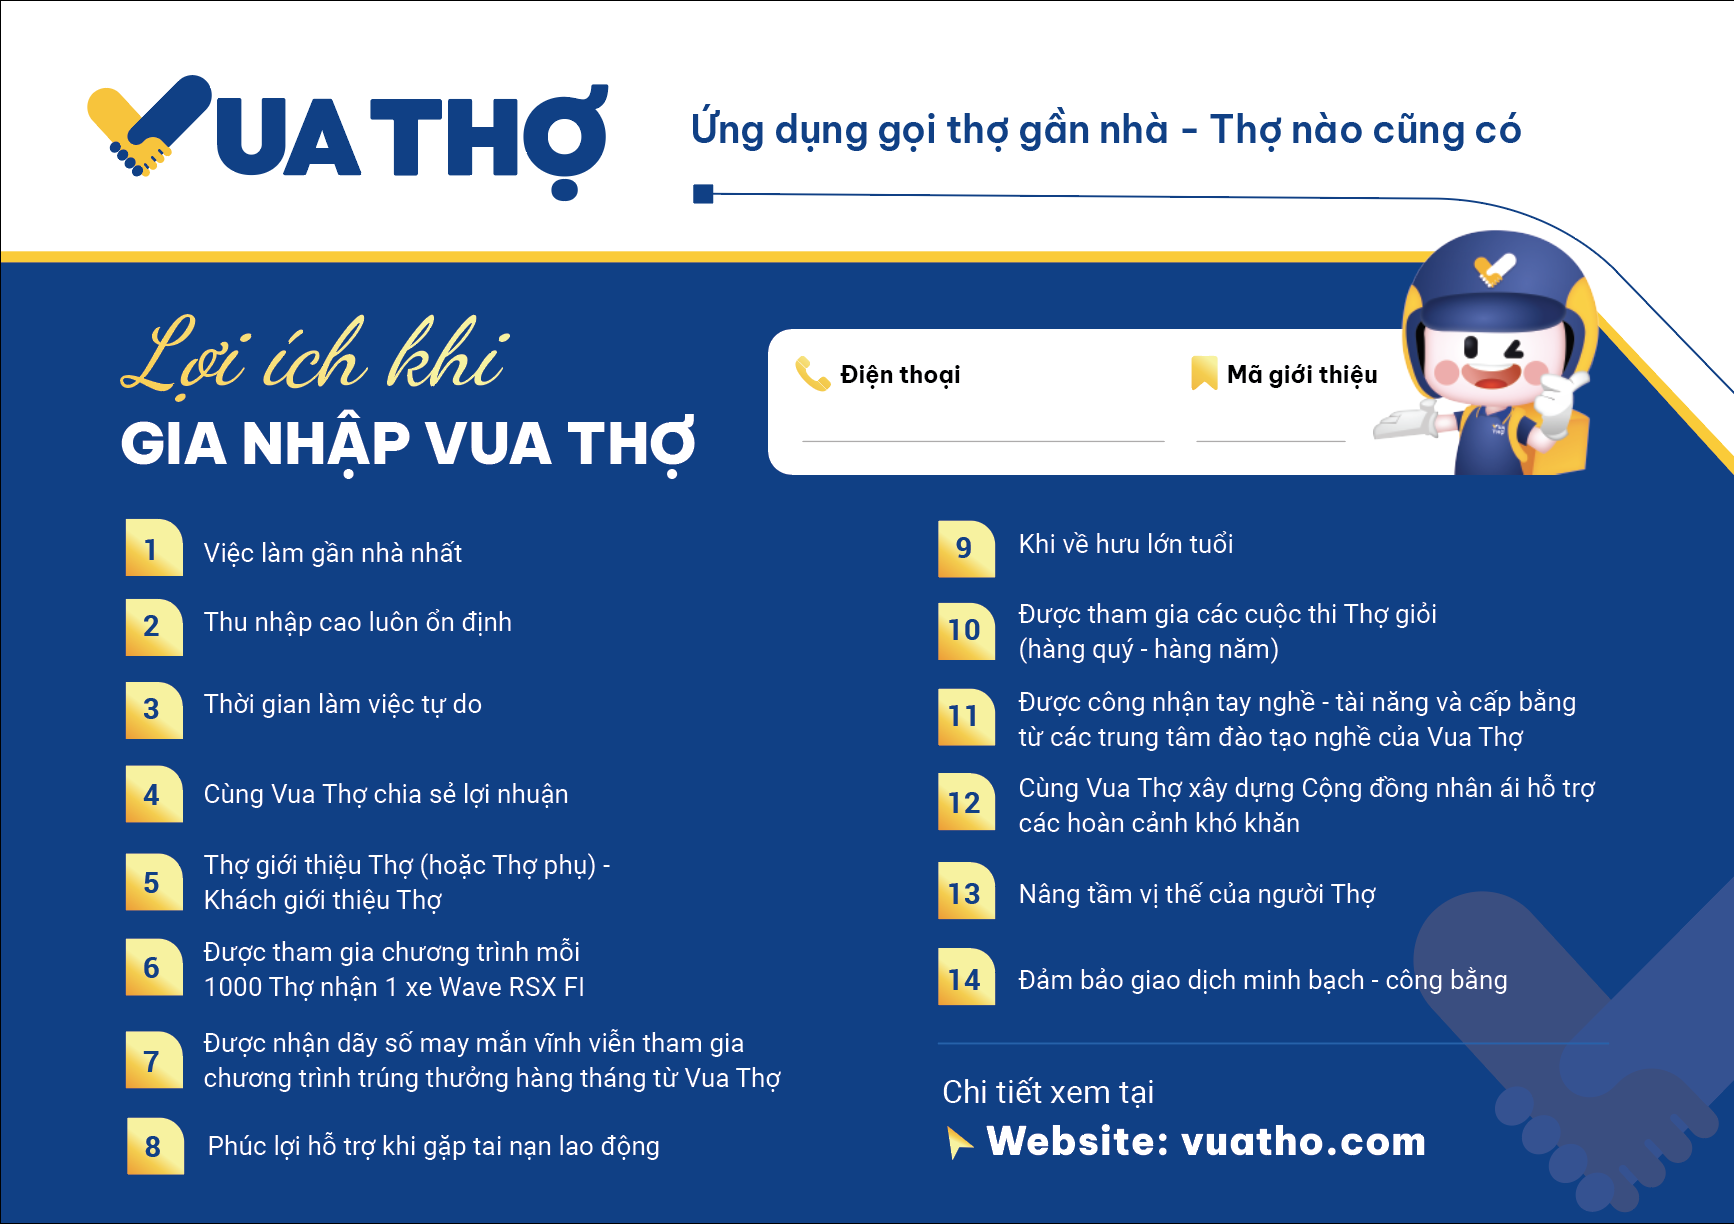 VUA THỢ
Ứng dụng gọi thợ gần nhà - Thợ nào cũng có
Lợi ích khi
GIA NHẬP VUA THỢ
Điện thoại
Mã giới thiệu
VUA THỢ
1 Việc làm gần nhà nhất
2 Thu nhập cao luôn ổn định
3 Thời gian làm việc tự do
4 Cùng Vua Thợ chia sẻ lợi nhuận
5 Thợ giới thiệu Thợ (hoặc Thợ phụ) -
Khách giới thiệu Thợ
6 Được tham gia chương trình mỗi
1000 Thợ nhận 1 xe Wave RSX FI
7 Được nhận dãy số may mắn vĩnh viễn tham gia
chương trình trúng thưởng hàng tháng từ Vua Thợ
8 Phúc lợi hỗ trợ khi gặp tai nạn lao động
9 Khi về hưu lớn tuổi
10 Được tham gia các cuộc thi Thợ giỏi
(hàng quý - hàng năm)
11 Được công nhận tay nghề - tài năng và cấp bằng
từ các trung tâm đào tạo nghề của Vua Thợ
12 Cùng Vua Thợ xây dựng Cộng đồng nhân ái hỗ trợ
các hoàn cảnh khó khăn
13 Nâng tầm vị thế của người Thợ
14 Đảm bảo giao dịch minh bạch - công bằng
Chi tiết xem tại
Website: vuatho.com